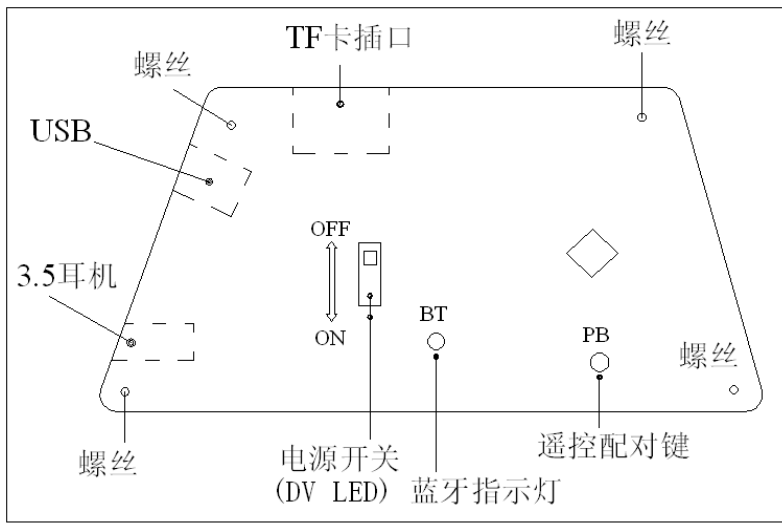 TF卡插口
螺丝
螺丝
USB
OFF
3.5耳机
BT
ON
PB
螺丝
螺丝
电源开关
(DV LED)
蓝牙指示灯
遥控配对键